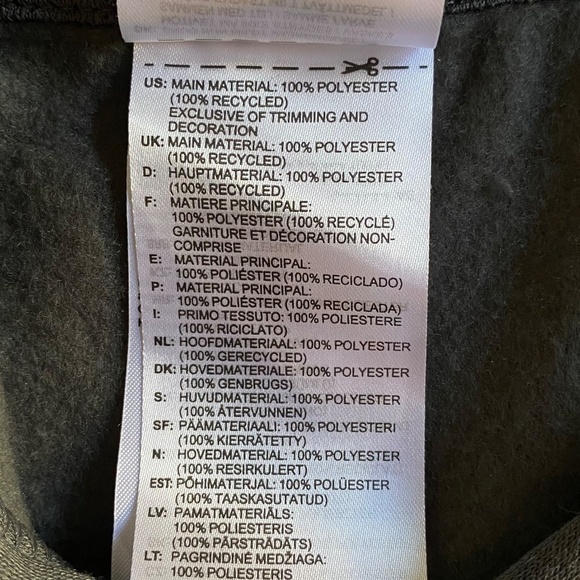 US: MAIN MATERIAL: 100% POLYESTER
(100% RECYCLED)
EXCLUSIVE OF TRIMMING AND
DECORATION
UK: MAIN MATERIAL: 100% POLYESTER
(100% RECYCLED)
D: HAUPTMATERIAL: 100% POLYESTER
(100% RECYCLED)
F: MATIERE PRINCIPALE:
100% POLYESTER (100% RECYCLÉ)
GARNITURE ET DÉCORATION NON-
COMPRISE
E: MATERIAL PRINCIPAL:
100% POLIÉSTER (100% RECICLADO)
P: MATERIAL PRINCIPAL:
100% POLIÉSTER (100% RECICLADA)
I: PRIMO TESSUTO: 100% POLIESTERE
(100% RICICLATO)
NL: HOOFDMATERIAAL: 100% POLYESTER
(100% GERECYCLED)
DK: HOVEDMATERIALE: 100% POLYESTER
(100% GENBRUGS)
S: HUVUDMATERIAL: 100% POLYESTER
(100% ÅTERVUNNEN)
SF: PÄÄMATERIAALI: 100% POLYESTERI
(100% KIERRÄTETTY)
N: HOVEDMATERIAL: 100% POLYESTER
(100% RESIRKULERT)
EST: PÕHIMATERJAL: 100% POLÜESTER
(100% TAASKASUTATUD)
LV: PAMATMATERIĀLS:
100% POLIESTERIS
(100% PĀRSTRĀDĀTS)
LT: PAGRINDINĖ MEDŽIAGA:
100% POLIESTERIS